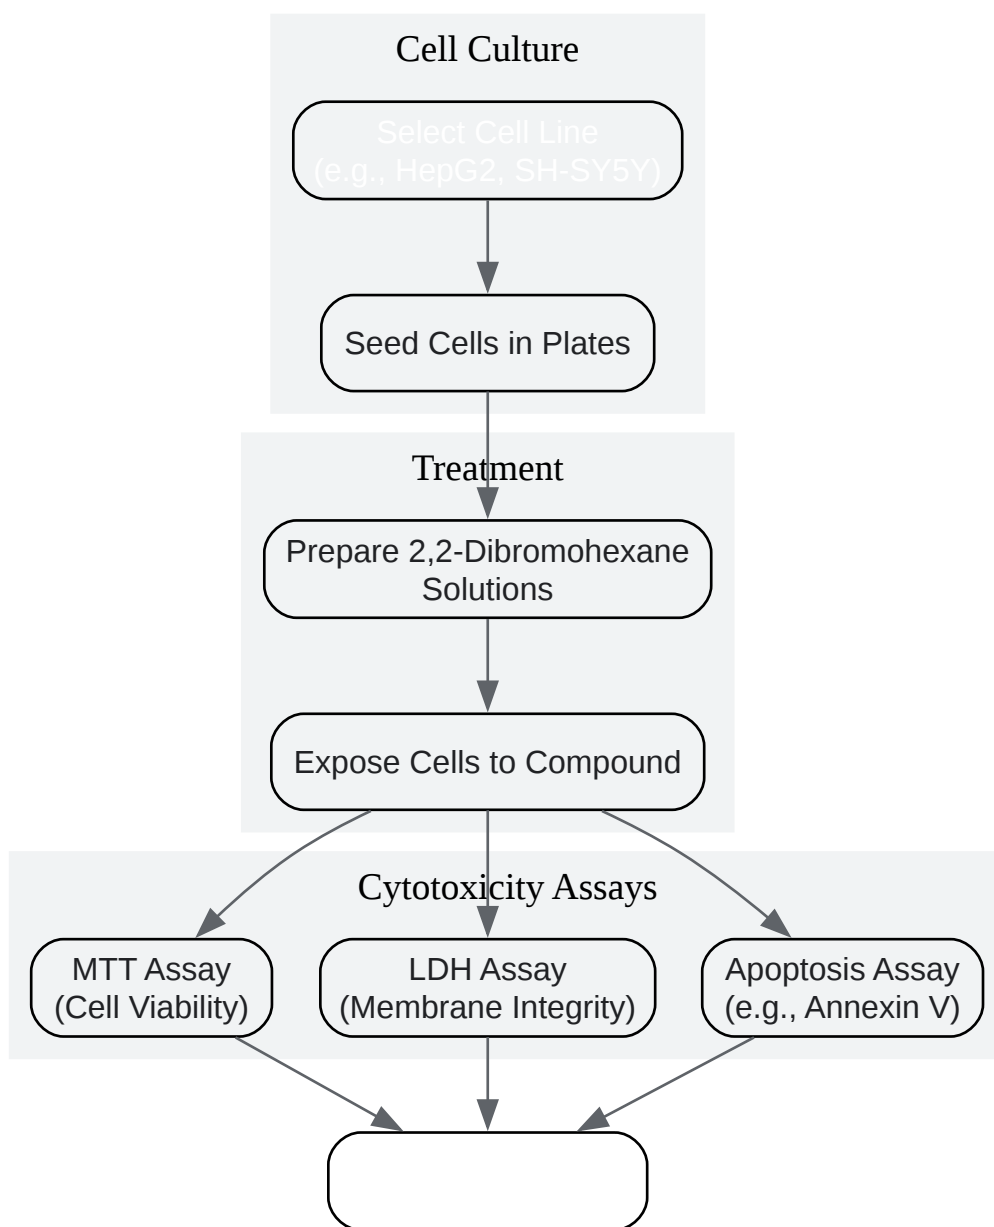 Cell Culture
Select Cell Line
(e.g., HepG2, SH-SY5Y)
Seed Cells in Plates
Treatment
Prepare 2,2-Dibromohexane
Solutions
Expose Cells to Compound
Cytotoxicity Assays
MTT Assay
(Cell Viability)
LDH Assay
(Membrane Integrity)
Apoptosis Assay
(e.g., Annexin V)